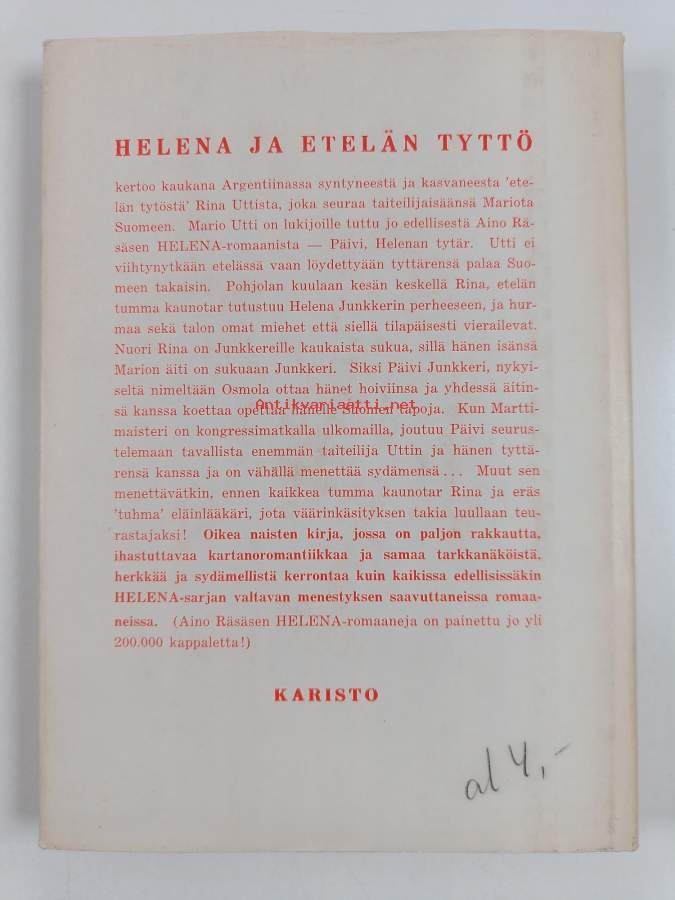 HELENA JA ETELÄN TYTTÖ
kertoo kaukana Argentiinassa syntyneestä ja kasvaneesta 'ete-
län tytöstä' Rina Uttista, joka seuraa taiteilijaisäänsä Mariota
Suomeen. Mario Utti on lukijoille tuttu jo edellisestä Aino Rä-
säsen HELENA-romaanista — Päivi, Helenan tytär. Utti ei
viihtynytkään etelässä vaan löydettyään tyttärensä palaa Suo-
meen takaisin. Pohjolan kuulaan kesän keskellä Rina, etelän
tumma kaunotar tutustuu Helena Junkkerin perheeseen, ja hur-
maa sekä talon omat miehet että siellä tilapäisesti vierailevat.
Nuori Rina on Junkkereille kaukaista sukua, sillä hänen isänsä
Marion äiti on sukuaan Junkkeri. Siksi Päivi Junkkeri, nykyi-
seltä nimeltään Osmola ottaa hänet hoiviinsa ja yhdessä äitin-
sä kanssa koettaa opettaa hänelle Suomen tapoja. Kun Martti-
Antikvariaatti.net
maisteri on kongressimatkalla ulkomailla, joutuu Päivi seurus-
telemaan tavallista enemmän taiteilija Uttin ja hänen tyttä-
rensä kanssa ja on vähällä menettää sydämensä... Muut sen
menettävätkin, ennen kaikkea tumma kaunotar Rina ja eräs
'tuhma' eläinlääkäri, jota väärinkäsityksen takia luullaan teu-
rastajaksi! Oikea naisten kirja, jossa on paljon rakkautta,
ihastuttavaa kartanoromantiikkaa ja samaa tarkkanäköistä,
herkkää ja sydämellistä kerrontaa kuin kaikissa edellisissäkin
HELENA-sarjan valtavan menestyksen saavuttaneissa romaa-
neissa. (Aino Räsäsen HELENA-romaaneja on painettu jo yli
200.000 kappaletta!)
KARISTO
al 4,-